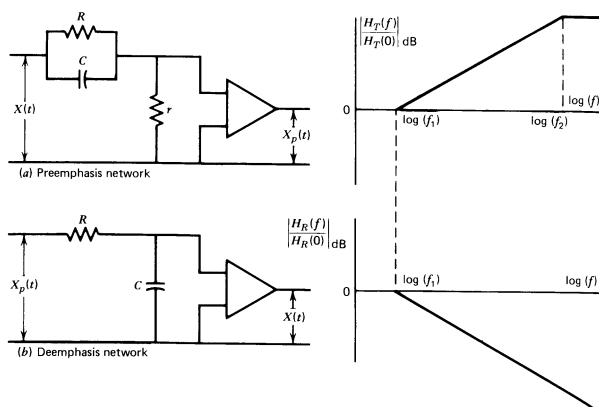 R
C
X(t)
r
X_p(t)
(a) Preemphasis network
|H_T(f)/H_T(0)| dB
0
log (f_1)
log (f_2)
log (f)
R
X_p(t)
C
X(t)
(b) Deemphasis network
|H_R(f)/H_R(0)| dB
0
log (f_1)
log (f)